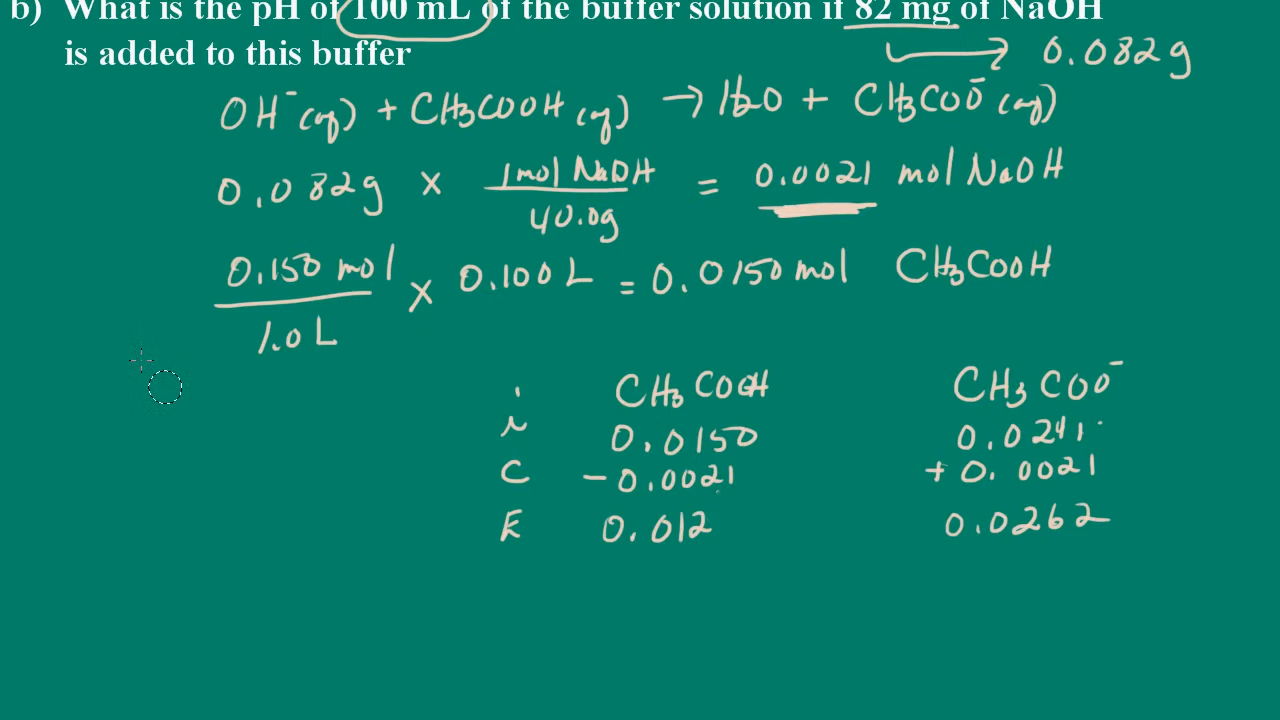 b) What is the pH of 100 mL of the buffer solution if 82 mg of NaOH
is added to this buffer
0.082g
OH⁻(aq) + CH3COOH(aq) → H2O + CH3COO⁻(aq)
0.082g × 1mol NaOH / 40.0g = 0.0021 mol NaOH
0.150 mol / 1.0 L × 0.100 L = 0.0150 mol CH3COOH
CH3COOH CH3COO⁻
i 0.0150 0.0241
C -0.0021 +0.0021
E 0.012 0.0262